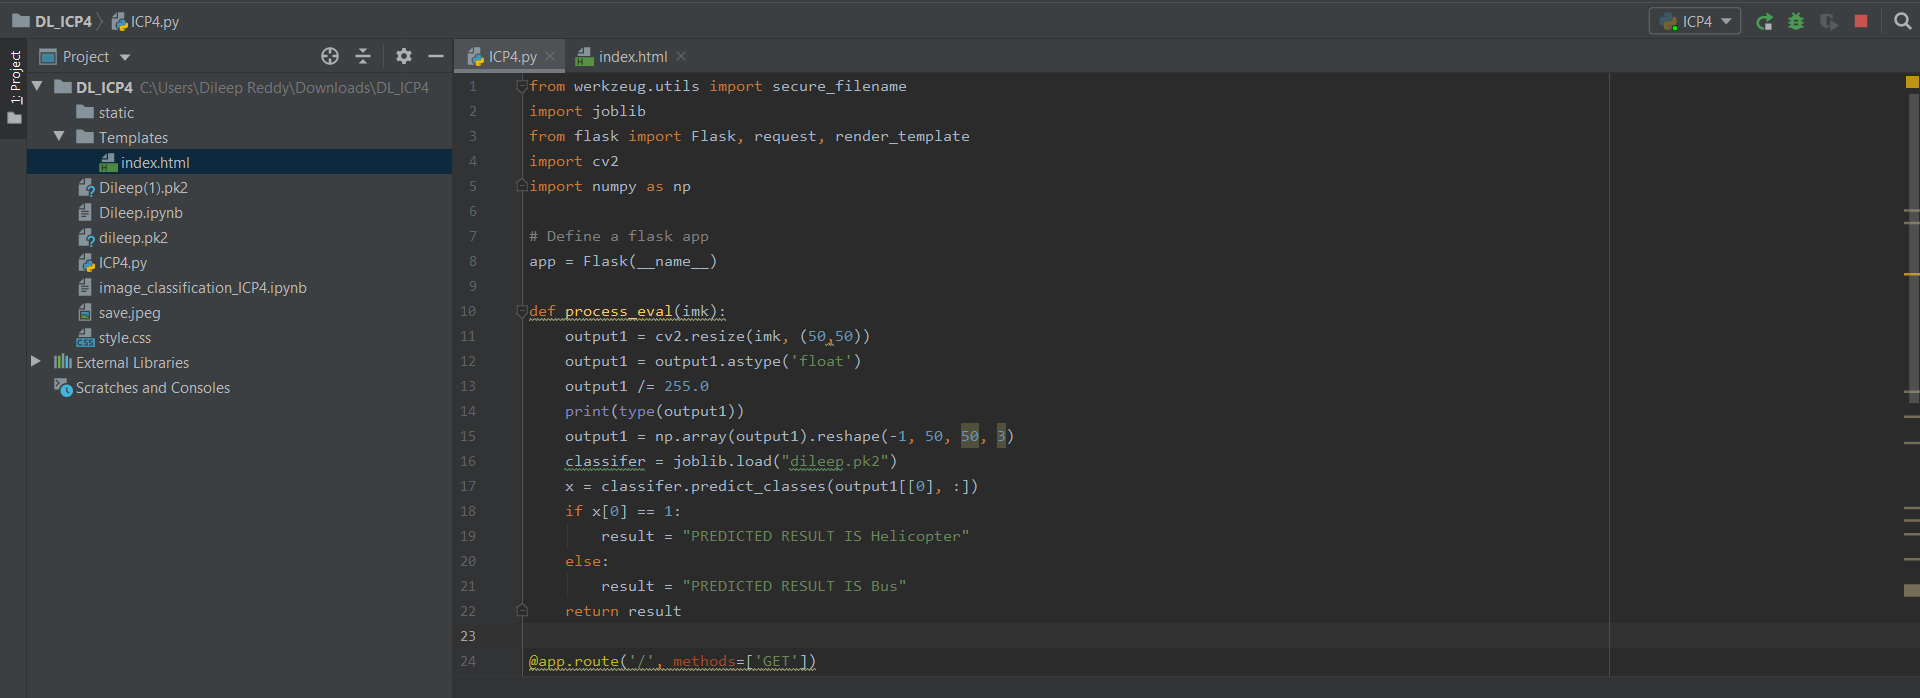 DL_ICP4 ICP4.py
ICP4
1: Project
Project
DL_ICP4 C:\Users\Dileep Reddy\Downloads\DL_ICP4
static
Templates
index.html
Dileep(1).pk2
Dileep.ipynb
dileep.pk2
ICP4.py
image_classification_ICP4.ipynb
save.jpeg
style.css
External Libraries
Scratches and Consoles
ICP4.py index.html
1 from werkzeug.utils import secure_filename
2 import joblib
3 from flask import Flask, request, render_template
4 import cv2
5 import numpy as np
6
7 # Define a flask app
8 app = Flask(__name__)
9
10 def process_eval(imk):
11     output1 = cv2.resize(imk, (50,50))
12     output1 = output1.astype('float')
13     output1 /= 255.0
14     print(type(output1))
15     output1 = np.array(output1).reshape(-1, 50, 50, 3)
16     classifer = joblib.load("dileep.pk2")
17     x = classifer.predict_classes(output1[[0], :])
18     if x[0] == 1:
19         result = "PREDICTED RESULT IS Helicopter"
20     else:
21         result = "PREDICTED RESULT IS Bus"
22     return result
23
24 @app.route('/', methods=['GET'])